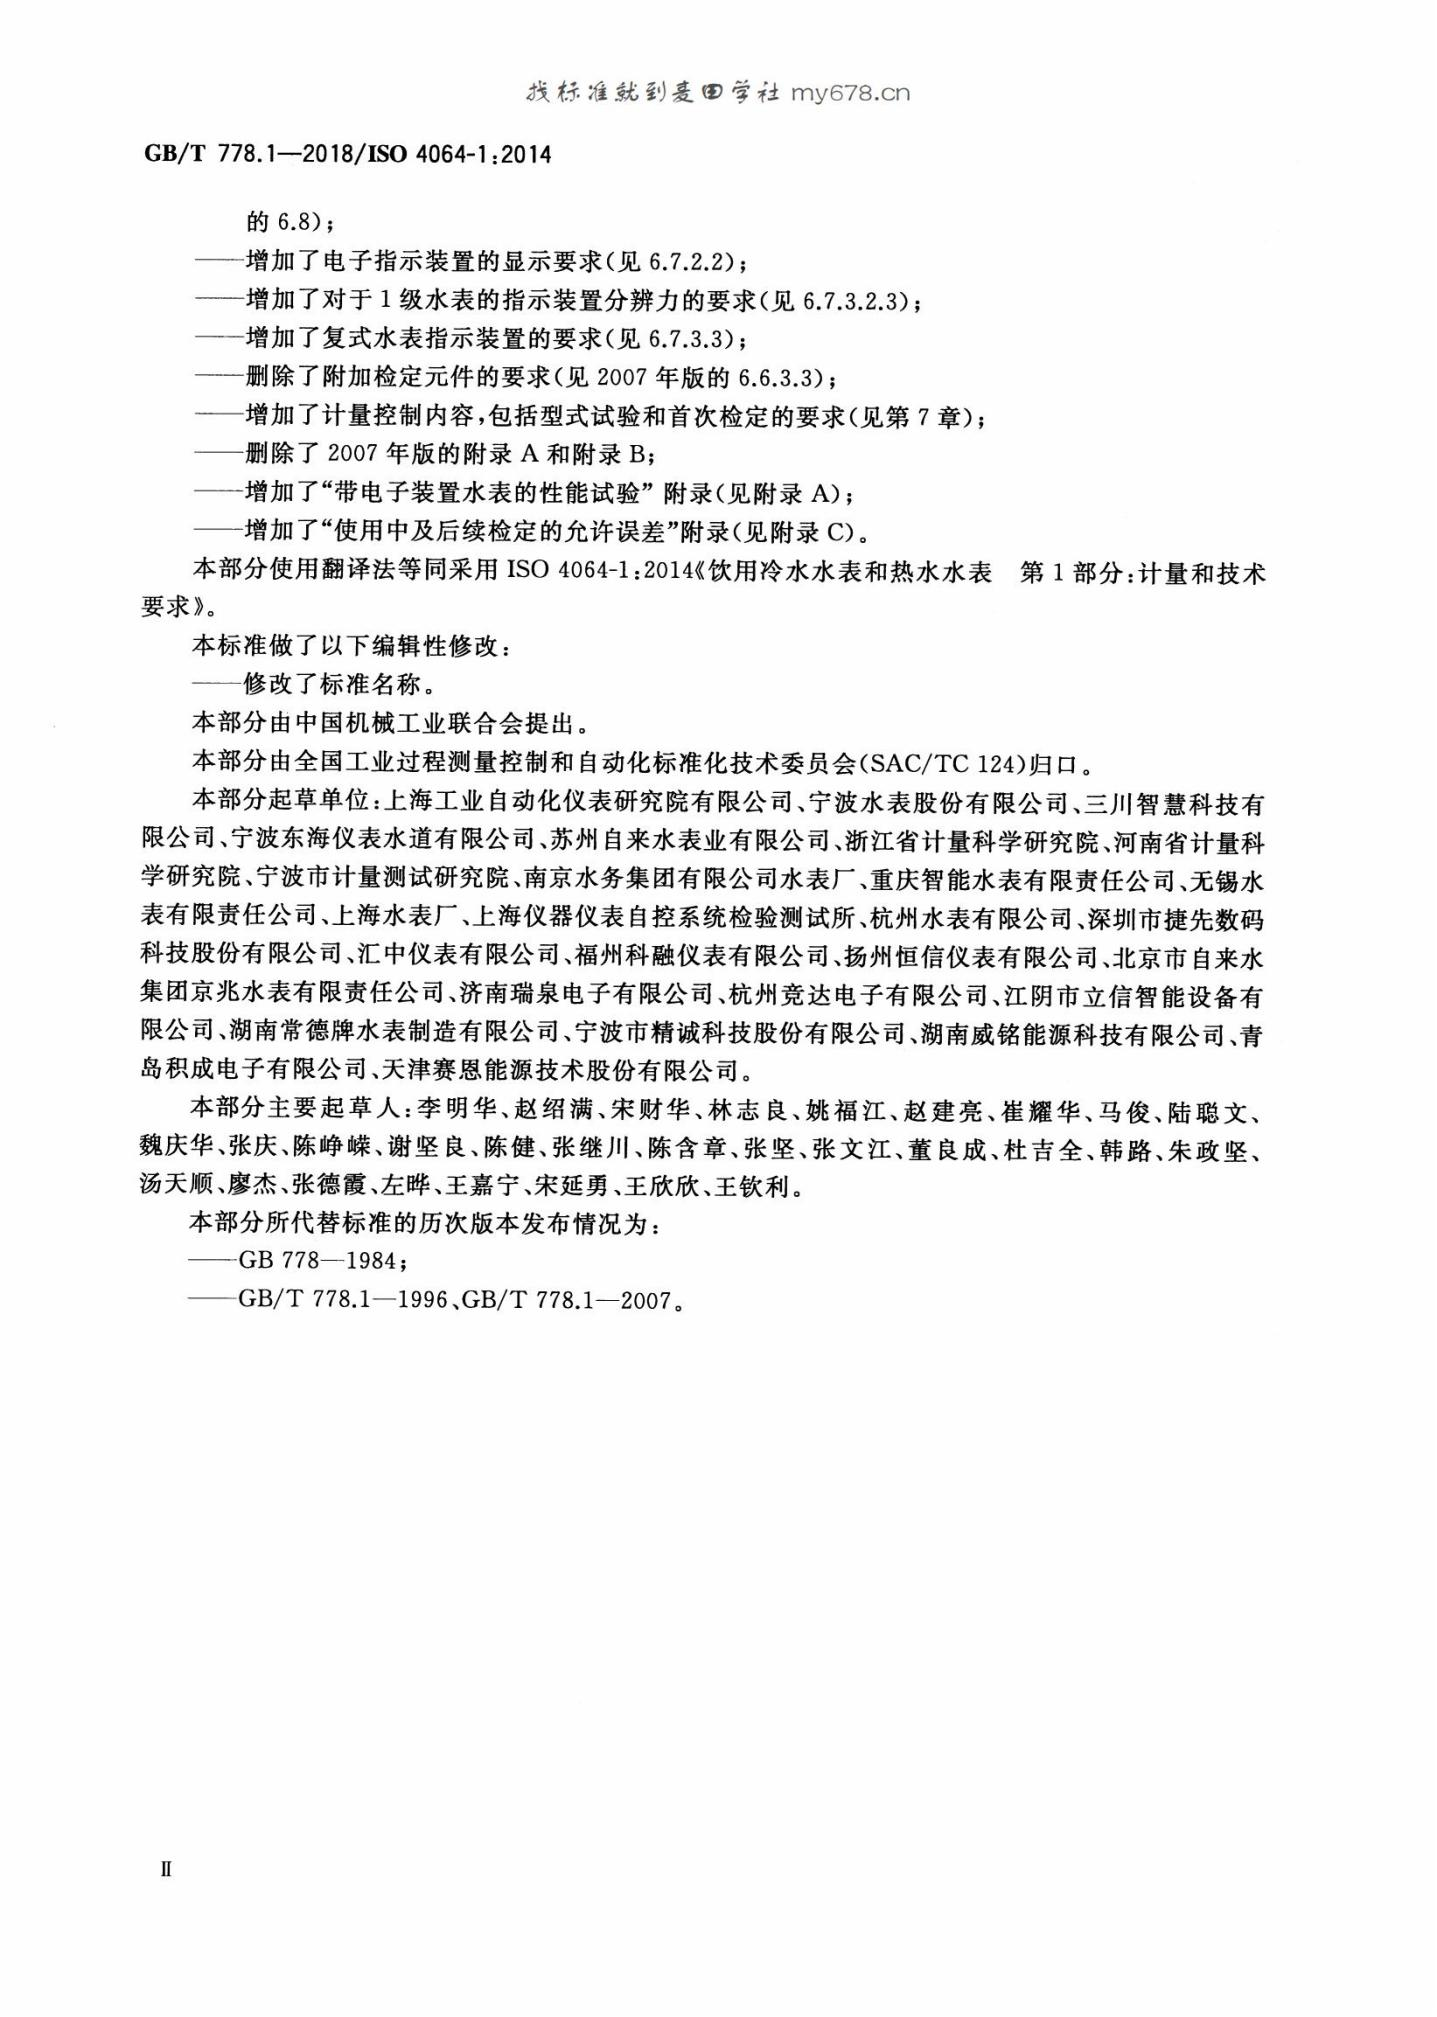 找标准就到麦田学社 my678.cn
GB/T 778.1—2018/ISO 4064-1:2014
的 6.8);
——增加了电子指示装置的显示要求(见 6.7.2.2);
——增加了对于 1 级水表的指示装置分辨力的要求(见 6.7.3.2.3);
——增加了复式水表指示装置的要求(见 6.7.3.3);
——删除了附加检定元件的要求(见 2007 年版的 6.6.3.3);
——增加了计量控制内容,包括型式试验和首次检定的要求(见第 7 章);
——删除了 2007 年版的附录 A 和附录 B;
——增加了“带电子装置水表的性能试验” 附录(见附录 A);
——增加了“使用中及后续检定的允许误差”附录(见附录 C)。
本部分使用翻译法等同采用 ISO 4064-1:2014《饮用冷水水表和热水水表　第 1 部分:计量和技术
要求》。
本标准做了以下编辑性修改:
——修改了标准名称。
本部分由中国机械工业联合会提出。
本部分由全国工业过程测量控制和自动化标准化技术委员会(SAC/TC 124)归口。
本部分起草单位:上海工业自动化仪表研究院有限公司、宁波水表股份有限公司、三川智慧科技有
限公司、宁波东海仪表水道有限公司、苏州自来水表业有限公司、浙江省计量科学研究院、河南省计量科
学研究院、宁波市计量测试研究院、南京水务集团有限公司水表厂、重庆智能水表有限责任公司、无锡水
表有限责任公司、上海水表厂、上海仪器仪表自控系统检验测试所、杭州水表有限公司、深圳市捷先数码
科技股份有限公司、汇中仪表有限公司、福州科融仪表有限公司、扬州恒信仪表有限公司、北京市自来水
集团京兆水表有限责任公司、济南瑞泉电子有限公司、杭州竞达电子有限公司、江阴市立信智能设备有
限公司、湖南常德牌水表制造有限公司、宁波市精诚科技股份有限公司、湖南威铭能源科技有限公司、青
岛积成电子有限公司、天津赛恩能源技术股份有限公司。
本部分主要起草人:李明华、赵绍满、宋财华、林志良、姚福江、赵建亮、崔耀华、马俊、陆聪文、
魏庆华、张庆、陈峥嵘、谢坚良、陈健、张继川、陈含章、张坚、张文江、董良成、杜吉全、韩路、朱政坚、
汤天顺、廖杰、张德霞、左晔、王嘉宁、宋延勇、王欣欣、王钦利。
本部分所代替标准的历次版本发布情况为:
——GB 778—1984;
——GB/T 778.1—1996、GB/T 778.1—2007。
Ⅱ